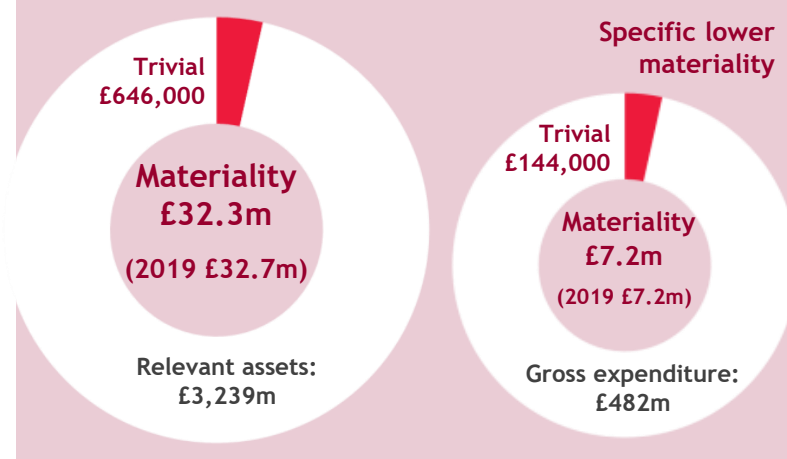 Trivial
£646,000
Materiality
£32.3m
(2019 £32.7m)
Relevant assets:
£3,239m
Specific lower
materiality
Trivial
£144,000
Materiality
£7.2m
(2019 £7.2m)
Gross expenditure:
£482m